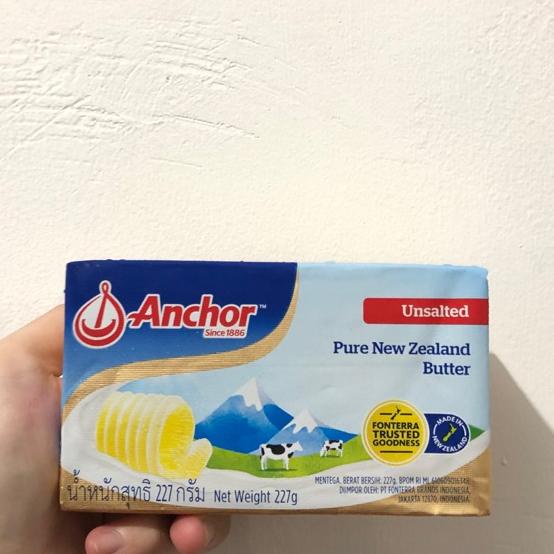 Anchor™
Since 1886
Unsalted
Pure New Zealand
Butter
FONTERRA
TRUSTED
GOODNESS
MADE IN
NEW ZEALAND
น้ำหนักสุทธิ 227 กรัม Net Weight 227g
MENTEGA, BERAT BERSIH: 227g, BPOM RI ML
DIIMPOR OLEH: PT FONTERRA BRANDS INDONESIA,
JAKARTA 12870, INDONESIA.